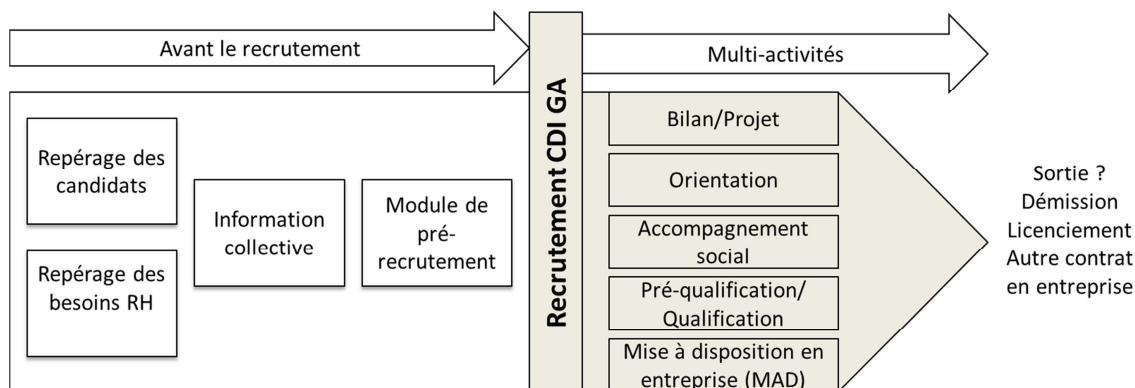 Avant le recrutement
Multi-activités
Repérage des
candidats
Repérage des
besoins RH
Information
collective
Module de
pré-
recrutement
Recrutement CDI GA
Bilan/Projet
Orientation
Accompagnement
social
Pré-qualification/
Qualification
Mise à disposition en
entreprise (MAD)
Sortie ?
Démission
Licenciement
Autre contrat
en entreprise